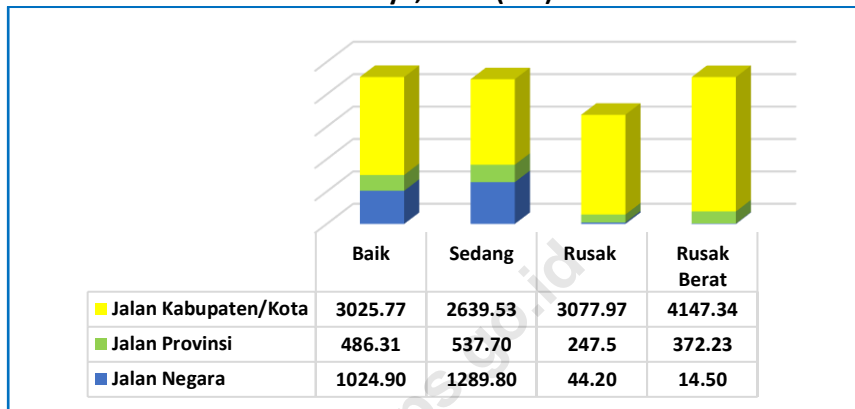 Baik Sedang Rusak Rusak
Berat
Jalan Kabupaten/Kota 3025.77 2639.53 3077.97 4147.34
Jalan Provinsi 486.31 537.70 247.5 372.23
Jalan Negara 1024.90 1289.80 44.20 14.50